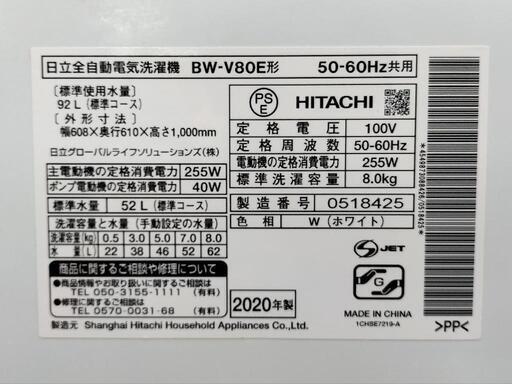 日立全自動電気洗濯機 BW-V80E形 50-60Hz共用
［標準使用水量］
92L（標準コース）
［外形寸法］
幅608×奥行610×高さ1,000mm
日立グローバルライフソリューションズ(株)
主電動機の定格消費電力 255W
ポンプ電動機の定格消費電力 40W
標準水量 52L（標準コース）
洗濯容量と水量（手動設定の水量）
洗濯容量(kg) 0.5 3.0 5.0 7.0 8.0
水量(L) 22 38 46 52 62
商品に関するご相談や修理について
●商品情報やお取り扱いに関するご相談
TEL 050-3155-1111（有料）
●修理に関するご相談
TEL 0570-0031-68（有料）
製造元 Shanghai Hitachi Household Appliances Co., Ltd.
PS
E
HITACHI
定格電圧 100V
定格周波数 50-60Hz
電動機の定格消費電力 255W
標準洗濯容量 8.0kg
製造番号 0518425
色相 W（ホワイト）
2020年製
G
S JET
MADE IN CHINA
1CHSE7219-A
>PP<